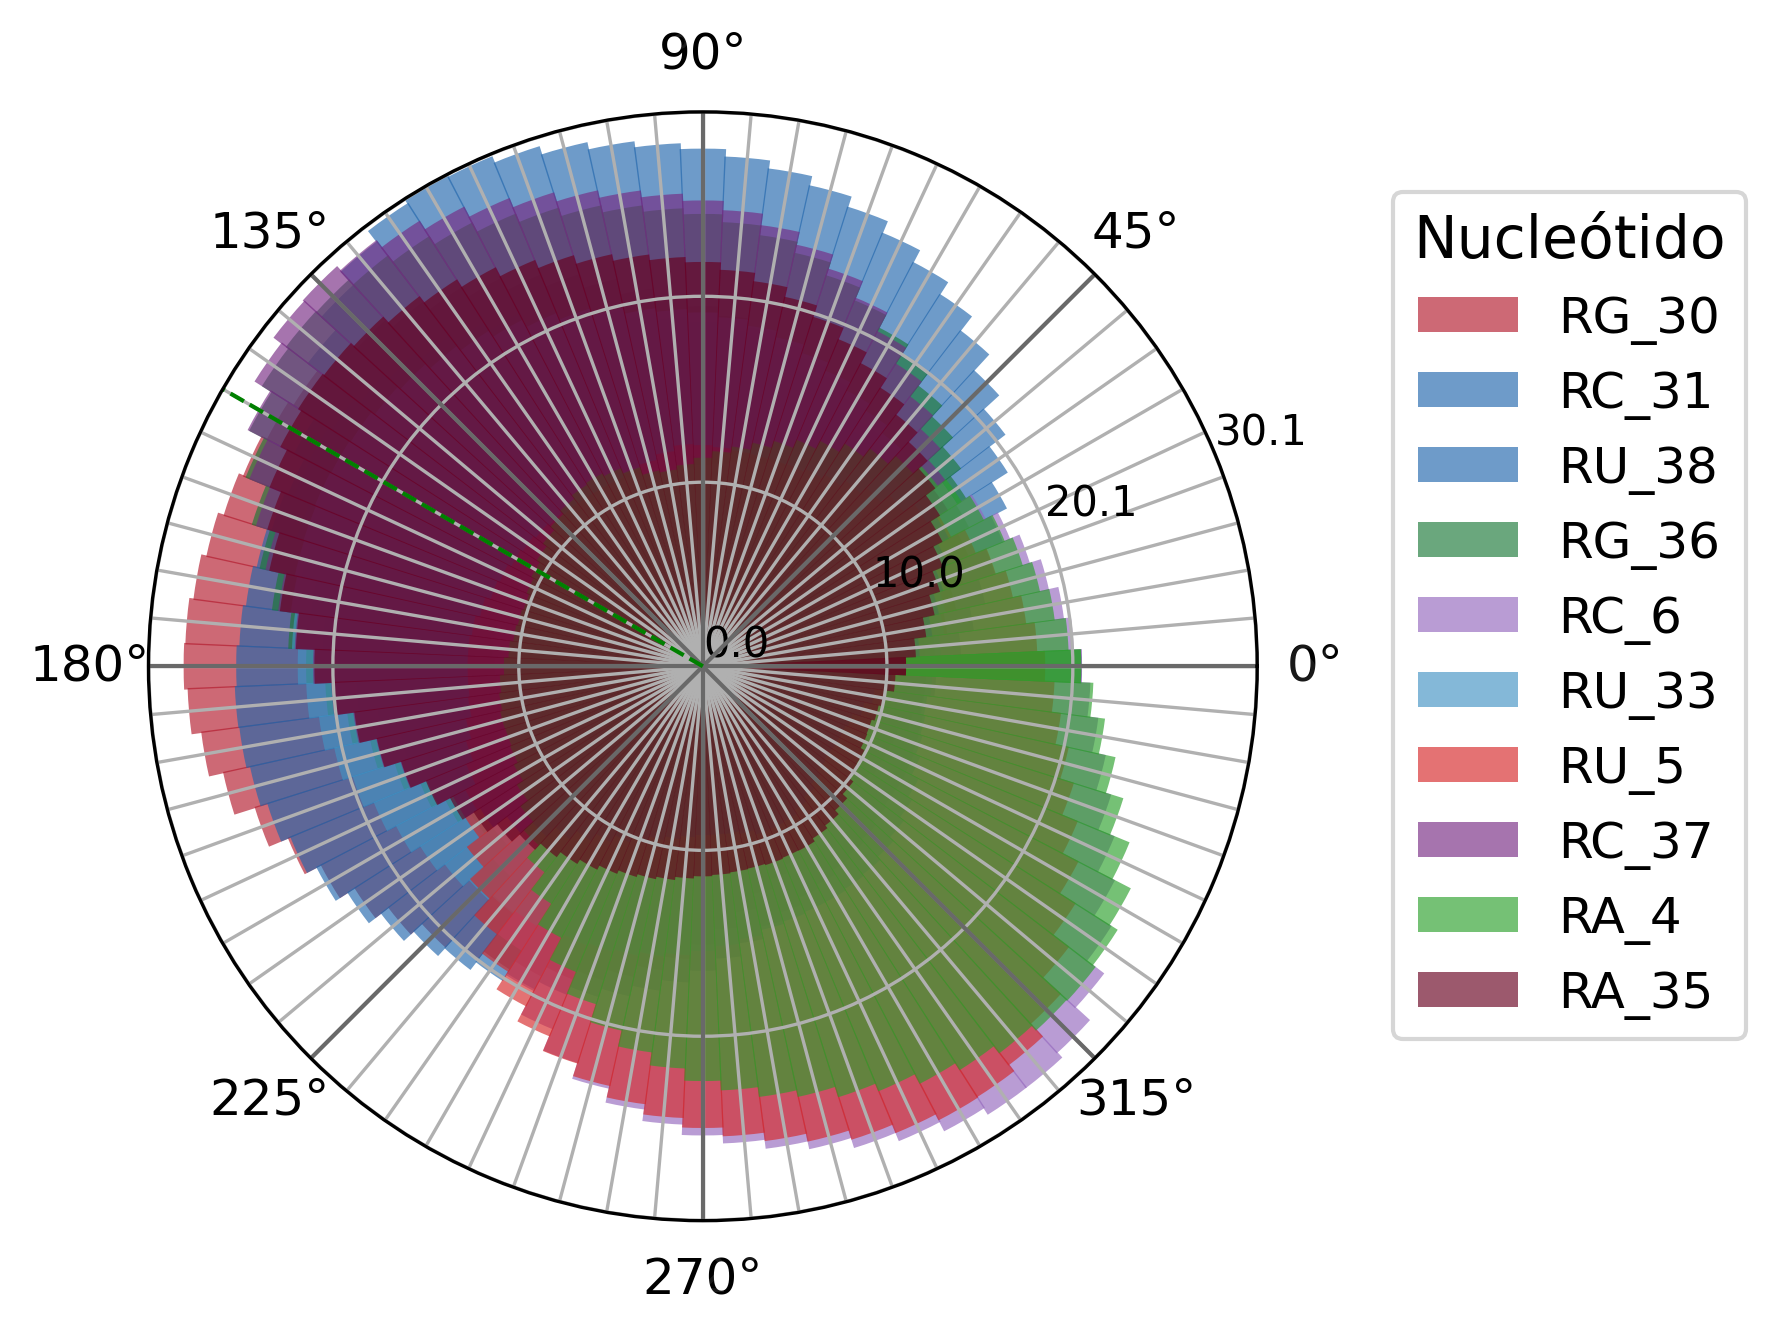 90°
135°
45°
30.1
20.1
10.0
0.0
180°
0°
225°
315°
270°
Nucleótido
RG_30
RC_31
RU_38
RG_36
RC_6
RU_33
RU_5
RC_37
RA_4
RA_35